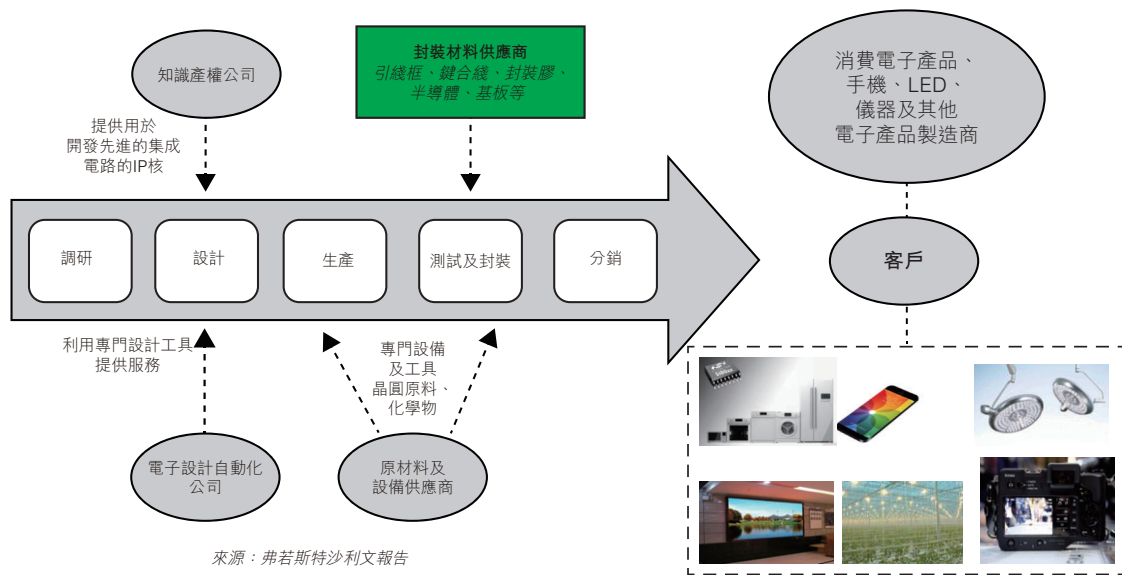 知識產權公司
封裝材料供應商
引綫框、鍵合綫、封裝膠、
半導體、基板等
消費電子產品、
手機、LED、
儀器及其他
電子產品製造商
提供用於
開發先進的集成
電路的IP核
調研
設計
生產
測試及封裝
分銷
客戶
利用專門設計工具
提供服務
專門設備
及工具
晶圓原料、
化學物
電子設計自動化
公司
原材料及
設備供應商
來源：弗若斯特沙利文報告